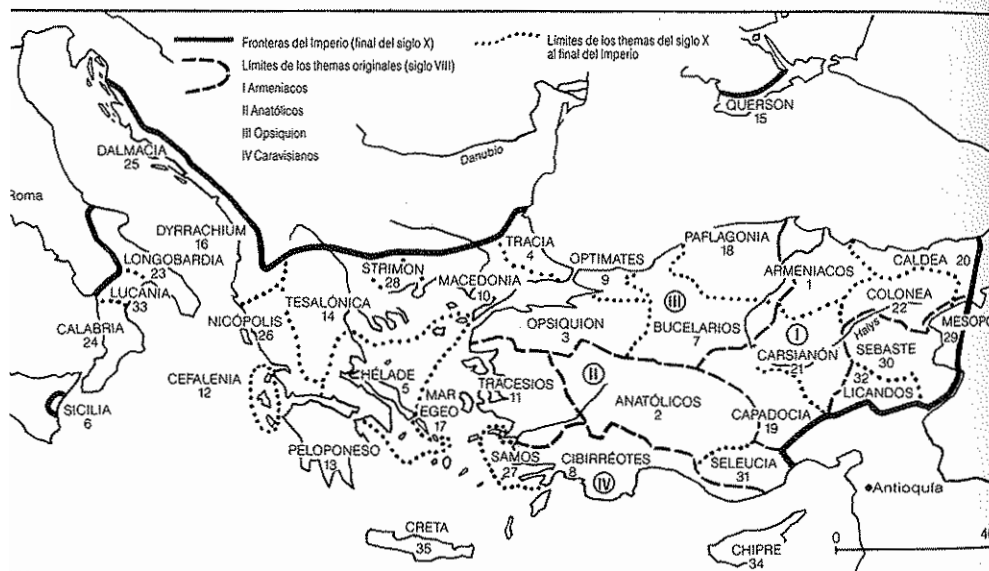 Fronteras del Imperio (final del siglo X)
Límites de los themas originales (siglo VIII)
I Armeniacos
II Anatólicos
III Opsiquion
IV Caravisianos
Límites de los themas del siglo X
al final del Imperio
QUERSON
15
Danubio
DALMACIA
25
Roma
DYRRACHIUM
16
LONGOBARDIA
23
LUCANIA
33
CALABRIA
24
SICILIA
6
NICÓPOLIS
26
CEFALENIA
12
TESALÓNICA
14
STRIMON
28
MACEDONIA
10
TRACIA
4
OPTIMATES
9
PAFLAGONIA
18
ARMENIACOS
1
CALDEA 20
COLONEA
22
Halys
MESOPO
29
SEBASTE
30
32
LICANDOS
CARSIANÓN
21
I
III
BUCELARIOS
7
OPSIQUION
3
II
TRACESIOS
11
ANATÓLICOS
2
CAPADOCIA
19
HÉLADE
5
MAR
EGEO
17
PELOPONESO
13
SAMOS
27
CIBIRRÉOTES
8
IV
SELEUCIA
31
Antioquía
CRETA
35
CHIPRE
34
0
40